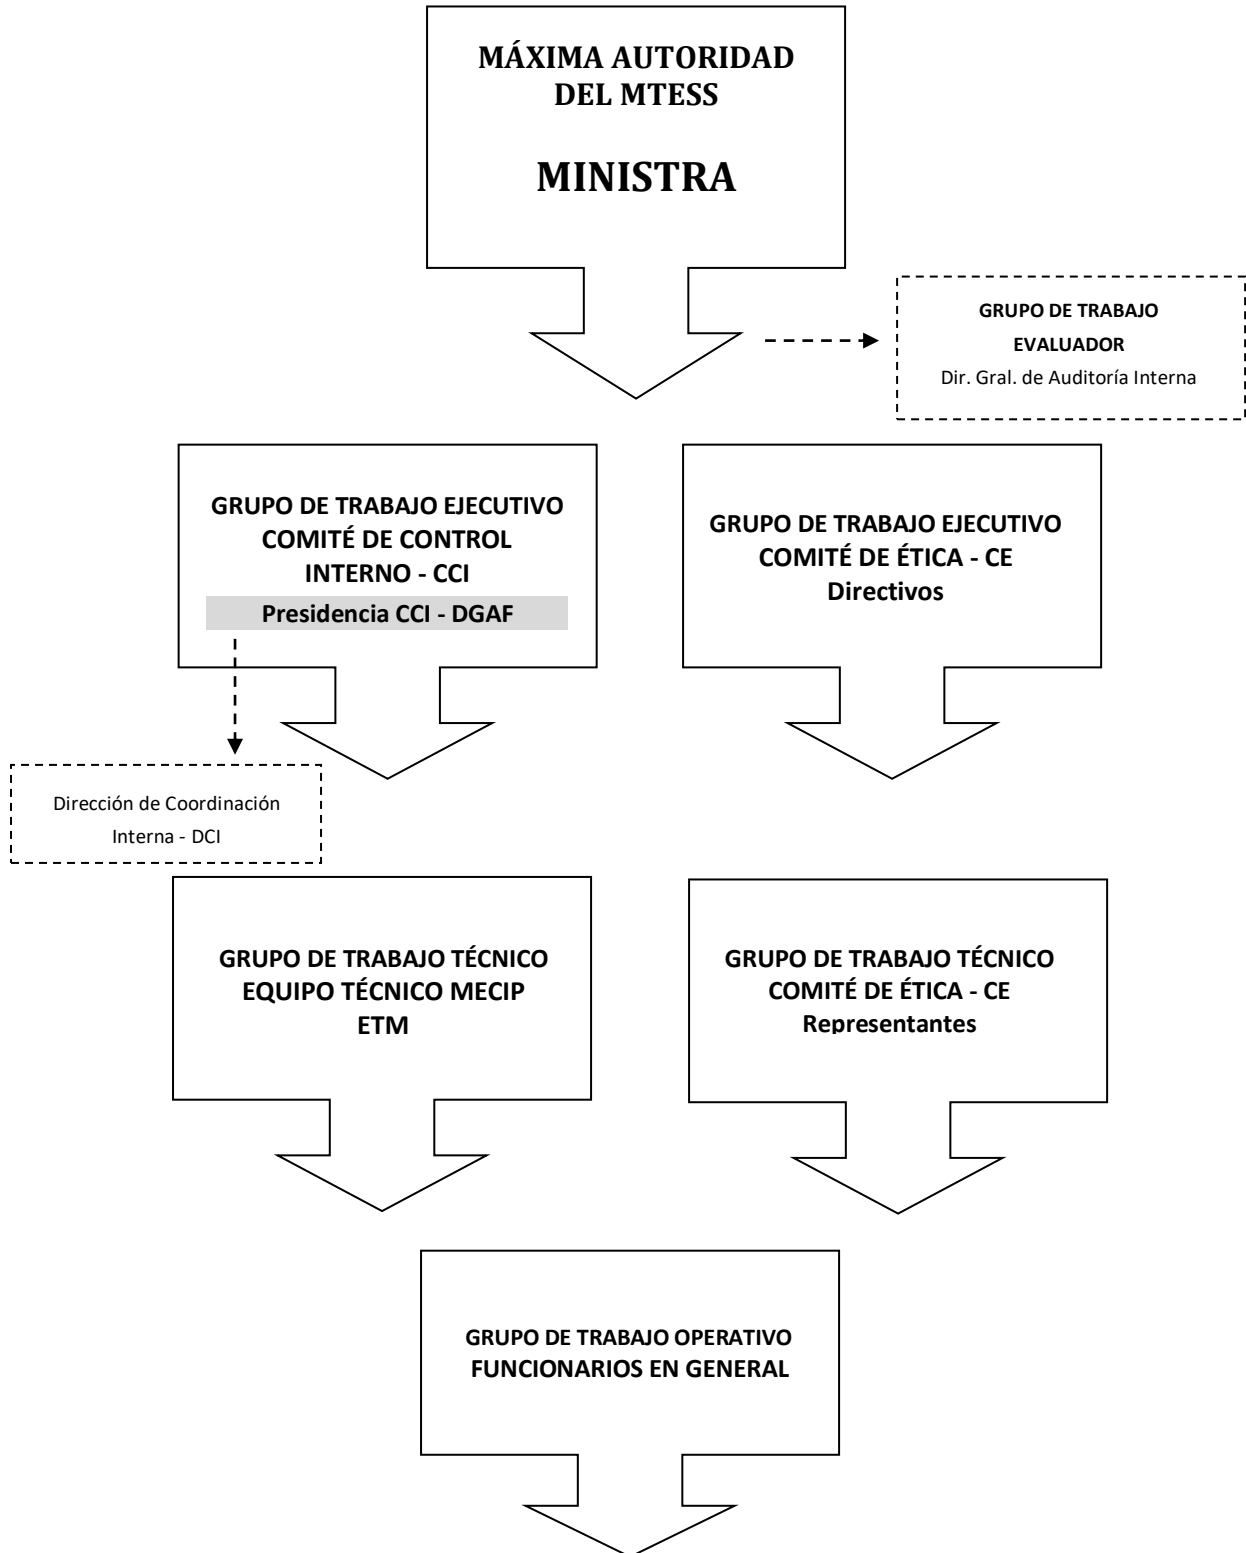 MÁXIMA AUTORIDAD
DEL MTESS
MINISTRA
GRUPO DE TRABAJO
EVALUADOR
Dir. Gral. de Auditoría Interna
GRUPO DE TRABAJO EJECUTIVO
COMITÉ DE CONTROL
INTERNO - CCI
Presidencia CCI - DGAF
GRUPO DE TRABAJO EJECUTIVO
COMITÉ DE ÉTICA - CE
Directivos
Dirección de Coordinación
Interna - DCI
GRUPO DE TRABAJO TÉCNICO
EQUIPO TÉCNICO MECIP
ETM
GRUPO DE TRABAJO TÉCNICO
COMITÉ DE ÉTICA - CE
Representantes
GRUPO DE TRABAJO OPERATIVO
FUNCIONARIOS EN GENERAL